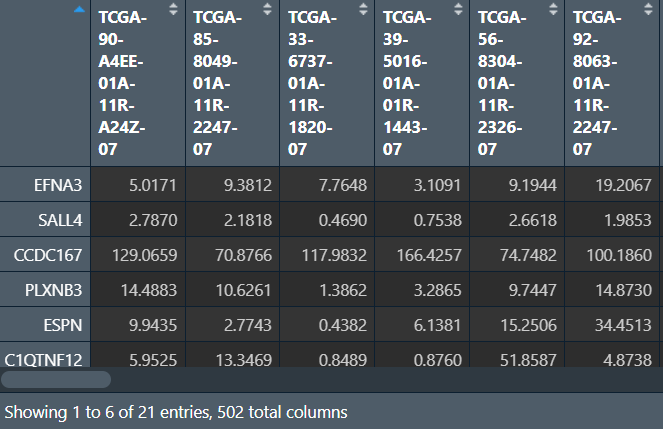 TCGA-90-A4EE-01A-11R-A24Z-07 TCGA-85-8049-01A-11R-2247-07 TCGA-33-6737-01A-11R-1820-07 TCGA-39-5016-01A-01R-1443-07 TCGA-56-8304-01A-11R-2326-07 TCGA-92-8063-01A-11R-2247-07
EFNA3 5.0171 9.3812 7.7648 3.1091 9.1944 19.2067
SALL4 2.7870 2.1818 0.4690 0.7538 2.6618 1.9853
CCDC167 129.0659 70.8766 117.9832 166.4257 74.7482 100.1860
PLXNB3 14.4883 10.6261 1.3862 3.2865 9.7447 14.8730
ESPN 9.9435 2.7743 0.4382 6.1381 15.2506 34.4513
C1QTNF12 5.9525 13.3469 0.8489 0.8760 51.8587 4.8738
Showing 1 to 6 of 21 entries, 502 total columns